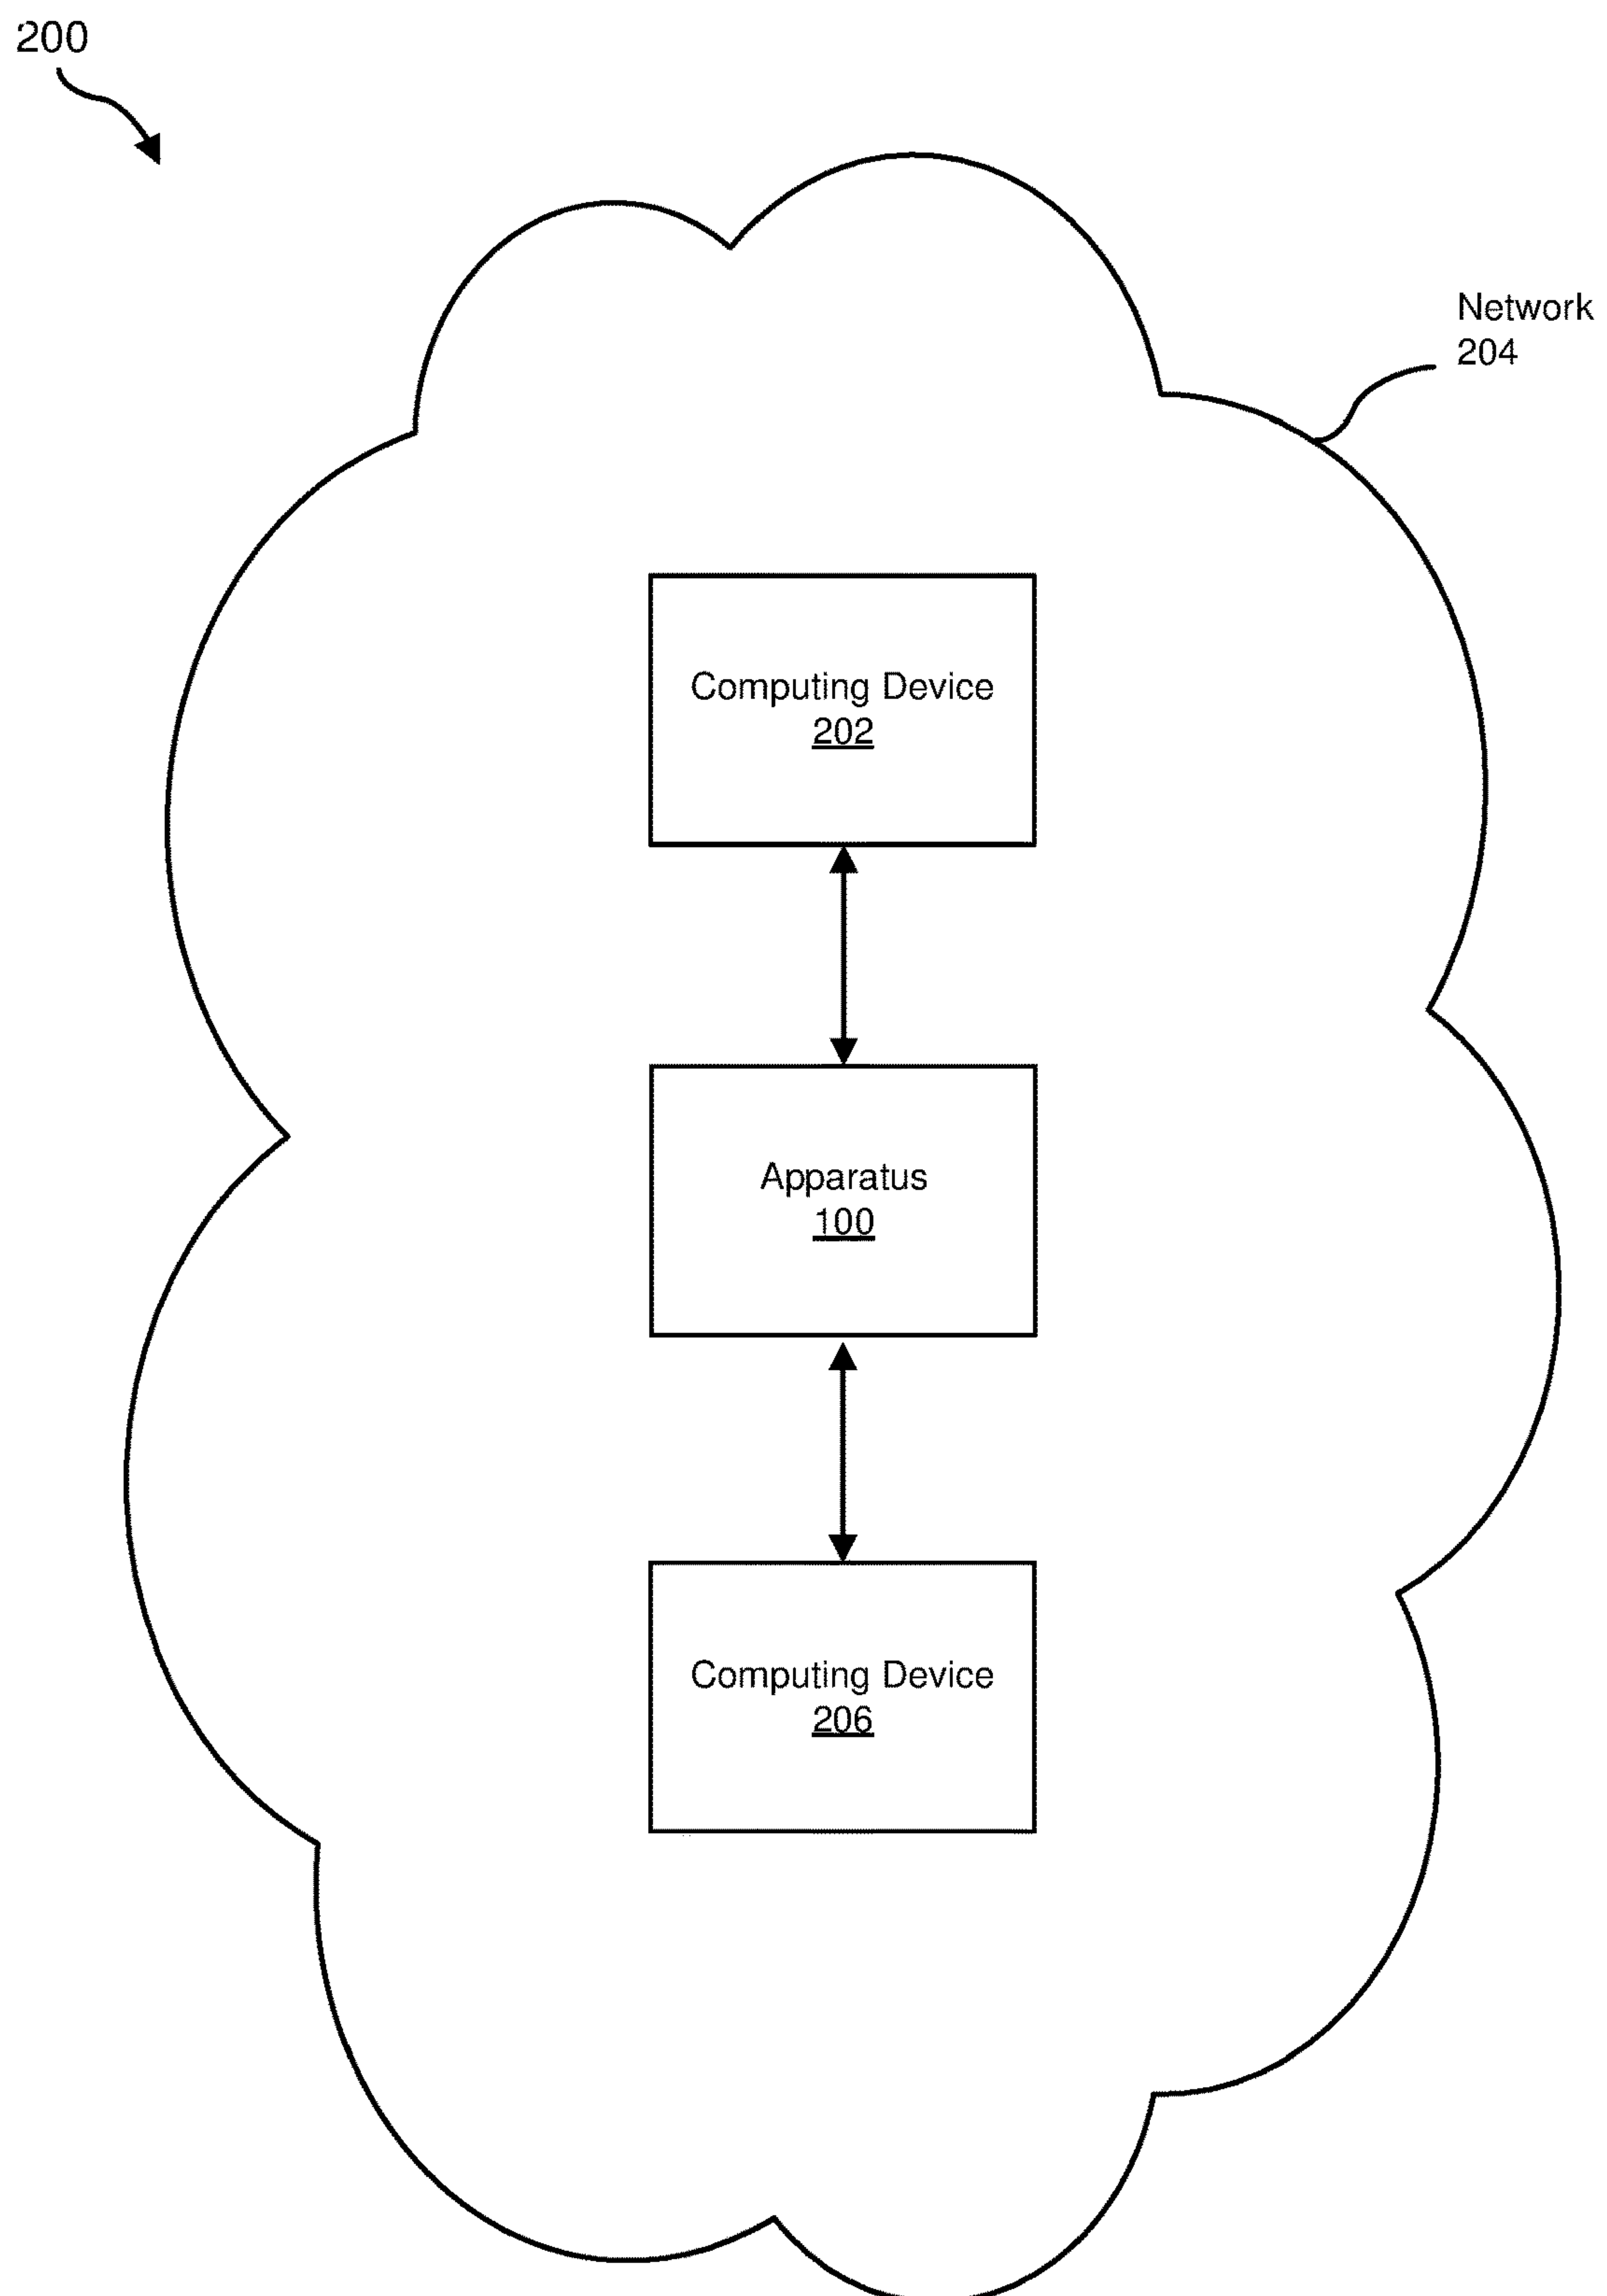 200
Network
204
Computing Device
202
Apparatus
100
Computing Device
206